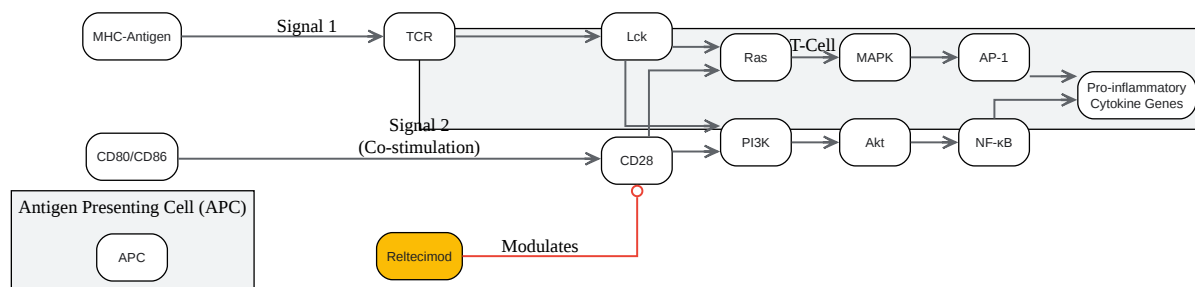 Signal 1
MHC-Antigen
TCR
Lck
T-Cell
Ras
MAPK
AP-1
Pro-inflammatory
Cytokine Genes
Signal 2
(Co-stimulation)
CD80/CD86
CD28
PI3K
Akt
NF-κB
Antigen Presenting Cell (APC)
APC
Reltecimod
Modulates